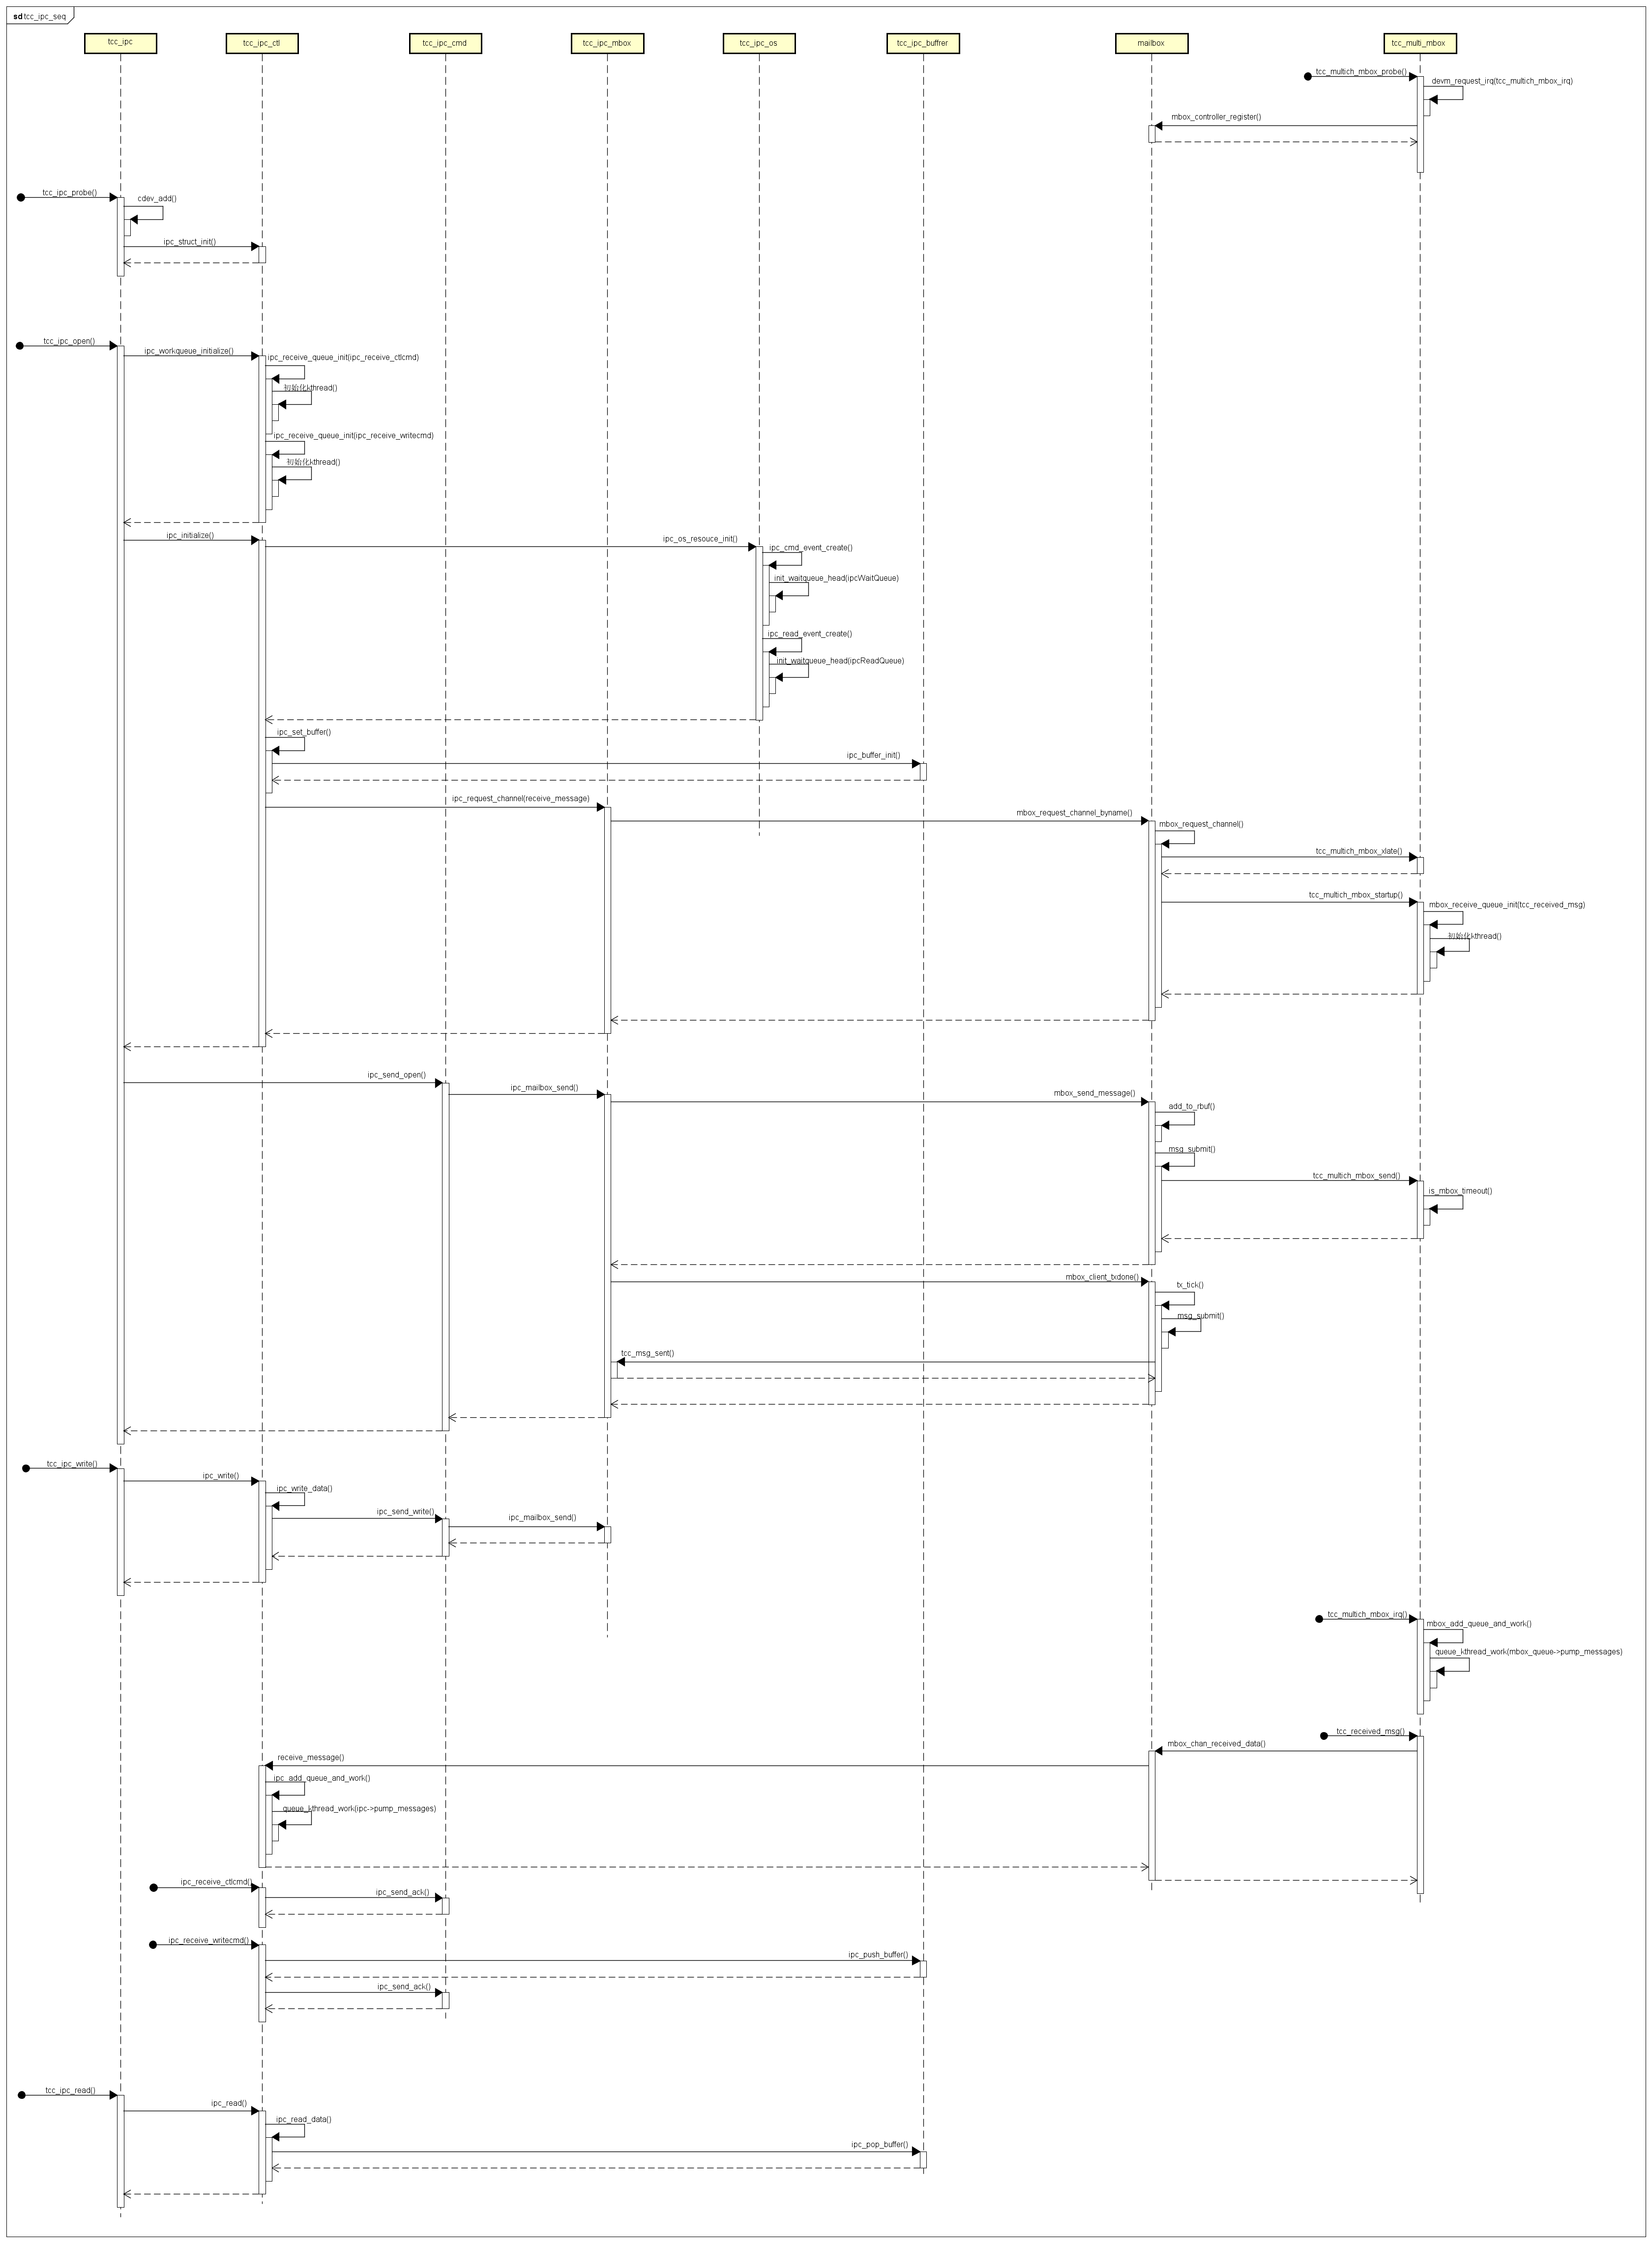 sd tcc_ipc_seq
tcc_ipc
tcc_ipc_ctl
tcc_ipc_cmd
tcc_ipc_mbox
tcc_ipc_os
tcc_ipc_buffrer
mailbox
tcc_multi_mbox
tcc_multich_mbox_probe()
devm_request_irq(tcc_multich_mbox_irq)
mbox_controller_register()
tcc_ipc_probe()
cdev_add()
ipc_struct_init()
tcc_ipc_open()
ipc_workqueue_initialize()
ipc_receive_queue_init(ipc_receive_ctlcmd)
初始化kthread()
ipc_receive_queue_init(ipc_receive_writecmd)
初始化kthread()
ipc_initialize()
ipc_os_resouce_init()
ipc_cmd_event_create()
init_waitqueue_head(ipcWaitQueue)
ipc_read_event_create()
init_waitqueue_head(ipcReadQueue)
ipc_set_buffer()
ipc_buffer_init()
ipc_request_channel(receive_message)
mbox_request_channel_byname()
mbox_request_channel()
tcc_multich_mbox_xlate()
tcc_multich_mbox_startup()
mbox_receive_queue_init(tcc_received_msg)
初始化kthread()
ipc_send_open()
ipc_mailbox_send()
mbox_send_message()
add_to_rbuf()
msg_submit()
tcc_multich_mbox_send()
is_mbox_timeout()
mbox_client_txdone()
tx_tick()
msg_submit()
tcc_msg_sent()
tcc_ipc_write()
ipc_write()
ipc_write_data()
ipc_send_write()
ipc_mailbox_send()
tcc_multich_mbox_irq()
mbox_add_queue_and_work()
queue_kthread_work(mbox_queue->pump_messages)
tcc_received_msg()
mbox_chan_received_data()
receive_message()
ipc_add_queue_and_work()
queue_kthread_work(ipc->pump_messages)
ipc_receive_ctlcmd()
ipc_send_ack()
ipc_receive_writecmd()
ipc_push_buffer()
ipc_send_ack()
tcc_ipc_read()
ipc_read()
ipc_read_data()
ipc_pop_buffer()